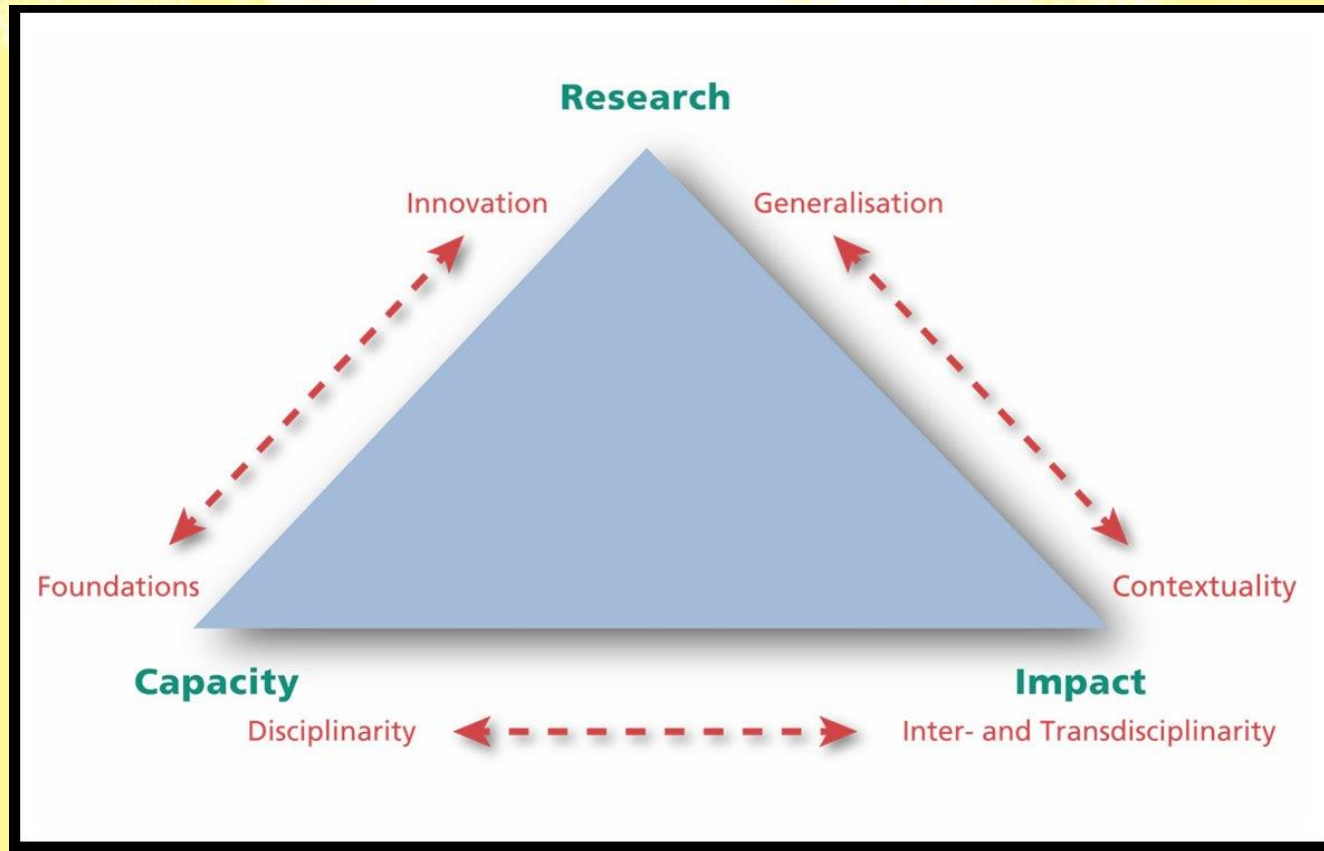 Research
Innovation
Generalisation
Foundations
Contextuality
Capacity
Impact
Disciplinarity
Inter- and Transdisciplinarity